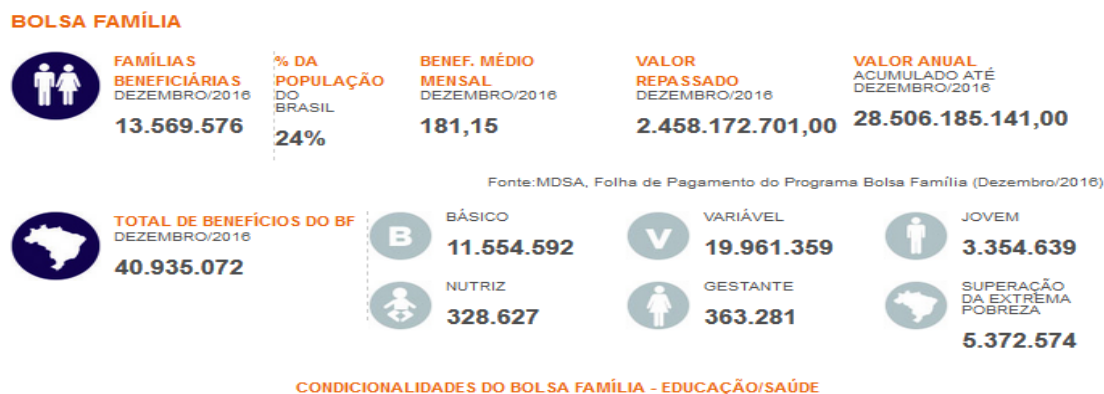 BOLSA FAMÍLIA
FAMÍLIAS
BENEFICIÁRIAS
DEZEMBRO/2016
13.569.576
% DA
POPULAÇÃO
DO
BRASIL
24%
BENEF. MÉDIO
MENSAL
DEZEMBRO/2016
181,15
VALOR
REPASSADO
DEZEMBRO/2016
2.458.172.701,00
VALOR ANUAL
ACUMULADO ATÉ
DEZEMBRO/2016
28.506.185.141,00
Fonte:MDSA, Folha de Pagamento do Programa Bolsa Família (Dezembro/2016)
TOTAL DE BENEFÍCIOS DO BF
DEZEMBRO/2016
40.935.072
B
BÁSICO
11.554.592
V
VARIÁVEL
19.961.359
JOVEM
3.354.639
NUTRIZ
328.627
GESTANTE
363.281
SUPERAÇÃO
DA EXTREMA
POBREZA
5.372.574
CONDICIONALIDADES DO BOLSA FAMÍLIA - EDUCAÇÃO/SAÚDE